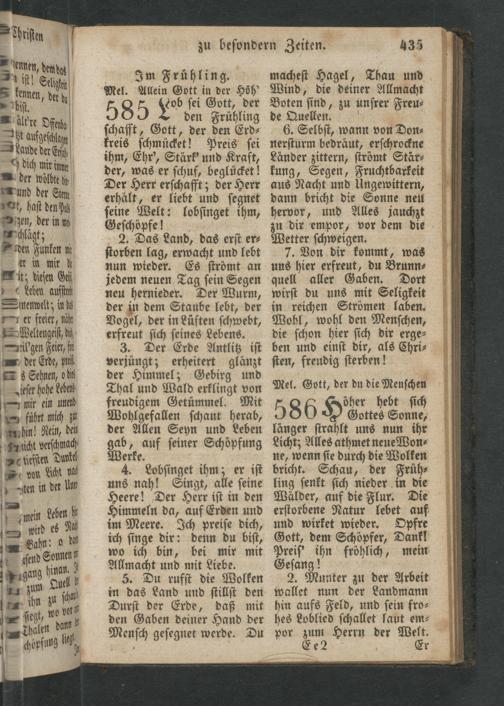 zu besondern Zeiten. 435
Im Frühling.
Mel. Allein Gott in der Höh'
585 Lob sei Gott, der
den Frühling
schafft, Gott, der den Erd-
kreis schmücket! Preis sei
ihm, Ehr', Stärk' und Kraft,
der, was er schuf, beglücket!
Der Herr erschafft; der Herr
erhält, er liebt und segnet
seine Welt: lobsinget ihm,
Geschöpfe!
2. Das Land, das erst er-
storben lag, erwacht und lebt
nun wieder. Es strömt an
jedem neuen Tag sein Segen
neu hernieder. Der Wurm,
der in dem Staube lebt, der
Vogel, der in Lüften schwebt,
erfreut sich seines Lebens.
3. Der Erde Antlitz ist
verjüngt; erheitert glänzt
der Himmel; Gebirg und
Thal und Wald erklingt von
freudigem Getümmel. Mit
Wohlgefallen schaut herab,
der Allen Seyn und Leben
gab, auf seiner Schöpfung
Werke.
4. Lobsinget ihm; er ist
uns nah! Singt, alle seine
Heere! Der Herr ist in den
Himmeln da, auf Erden und
im Meere. Ich preise dich,
ich singe dir: denn du bist,
wo ich bin, bei mir mit
Allmacht und mit Liebe.
5. Du rufst die Wolken
in das Land und stillst den
Durst der Erde, daß mit
den Gaben deiner Hand der
Mensch gesegnet werde. Du
machest Hagel, Thau und
Wind, die deiner Allmacht
Boten sind, zu unsrer Freu-
de Quellen.
6. Selbst, wann von Don-
nersturm bedräut, erschrockne
Länder zittern, strömt Stär-
kung, Segen, Fruchtbarkeit
aus Nacht und Ungewittern,
dann bricht die Sonne neu
hervor, und Alles jauchzt
zu dir empor, vor dem die
Wetter schweigen.
7. Von dir kommt, was
uns hier erfreut, du Brunn-
quell aller Gaben. Dort
wirst du uns mit Seligkeit
in reichen Strömen laben.
Wohl, wohl den Menschen,
die schon hier sich dir erge-
ben und einst dir, als Chri-
sten, freudig sterben!
Mel. Gott, der du die Menschen
586 Höher hebt sich
Gottes Sonne,
länger strahlt uns nun ihr
Licht; Alles athmet neue Won-
ne, wenn sie durch die Wolken
bricht. Schau, der Früh-
ling senkt sich nieder in die
Wälder, auf die Flur. Die
erstorbene Natur lebet auf
und wirket wieder. Opfre
Gott, dem Schöpfer, Dank!
Preis' ihn fröhlich, mein
Gesang!
2. Munter zu der Arbeit
wallet nun der Landmann
hin aufs Feld, und sein fro-
hes Loblied schallet laut em-
por zum Herrn der Welt.
Ee2 Er